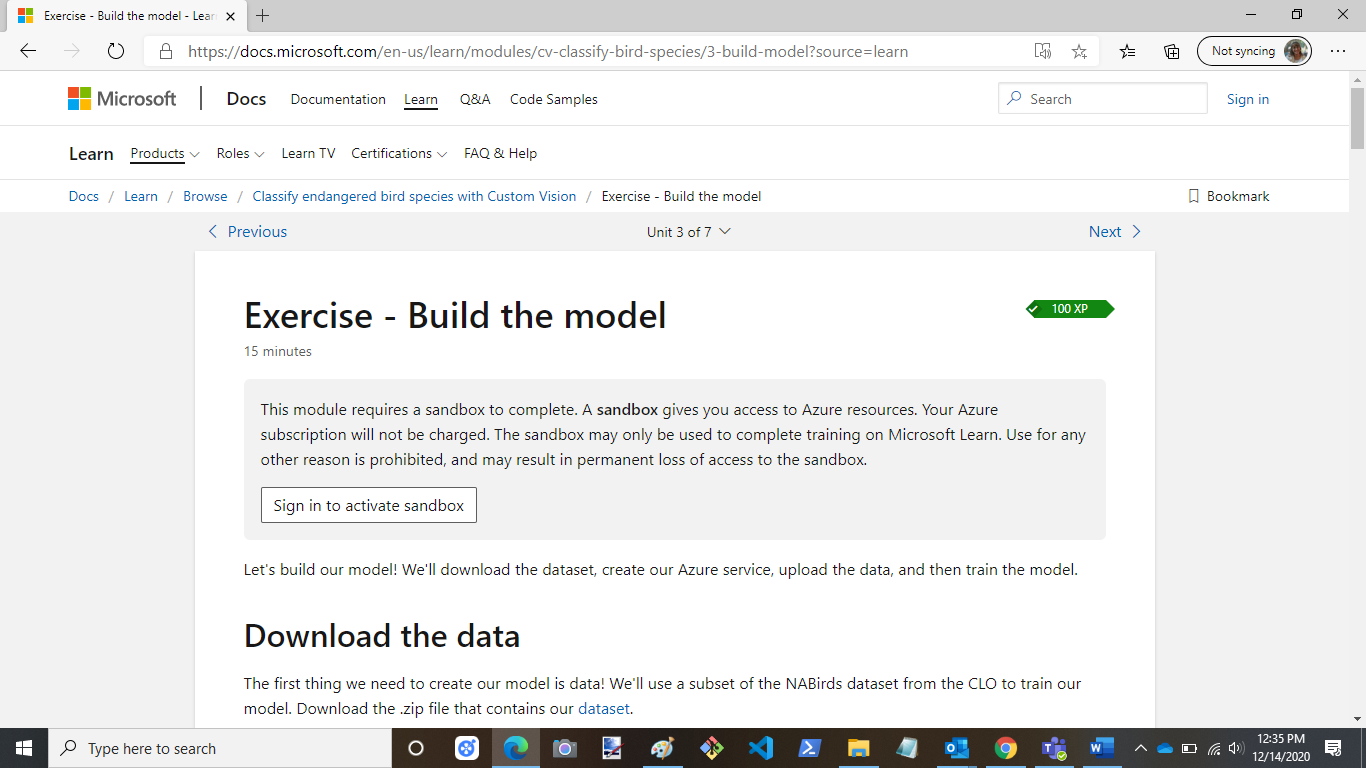 Exercise - Build the model - Lear
Not syncing
https://docs.microsoft.com/en-us/learn/modules/cv-classify-bird-species/3-build-model?source=learn
Microsoft | Docs Documentation Learn Q&A Code Samples Search Sign in
Learn Products Roles Learn TV Certifications FAQ & Help
Docs / Learn / Browse / Classify endangered bird species with Custom Vision / Exercise - Build the model Bookmark
Previous Unit 3 of 7 Next
Exercise - Build the model
100 XP
15 minutes
This module requires a sandbox to complete. A sandbox gives you access to Azure resources. Your Azure
subscription will not be charged. The sandbox may only be used to complete training on Microsoft Learn. Use for any
other reason is prohibited, and may result in permanent loss of access to the sandbox.
Sign in to activate sandbox
Let's build our model! We'll download the dataset, create our Azure service, upload the data, and then train the model.
Download the data
The first thing we need to create our model is data! We'll use a subset of the NABirds dataset from the CLO to train our
model. Download the .zip file that contains our dataset.
Type here to search
12:35 PM
12/14/2020